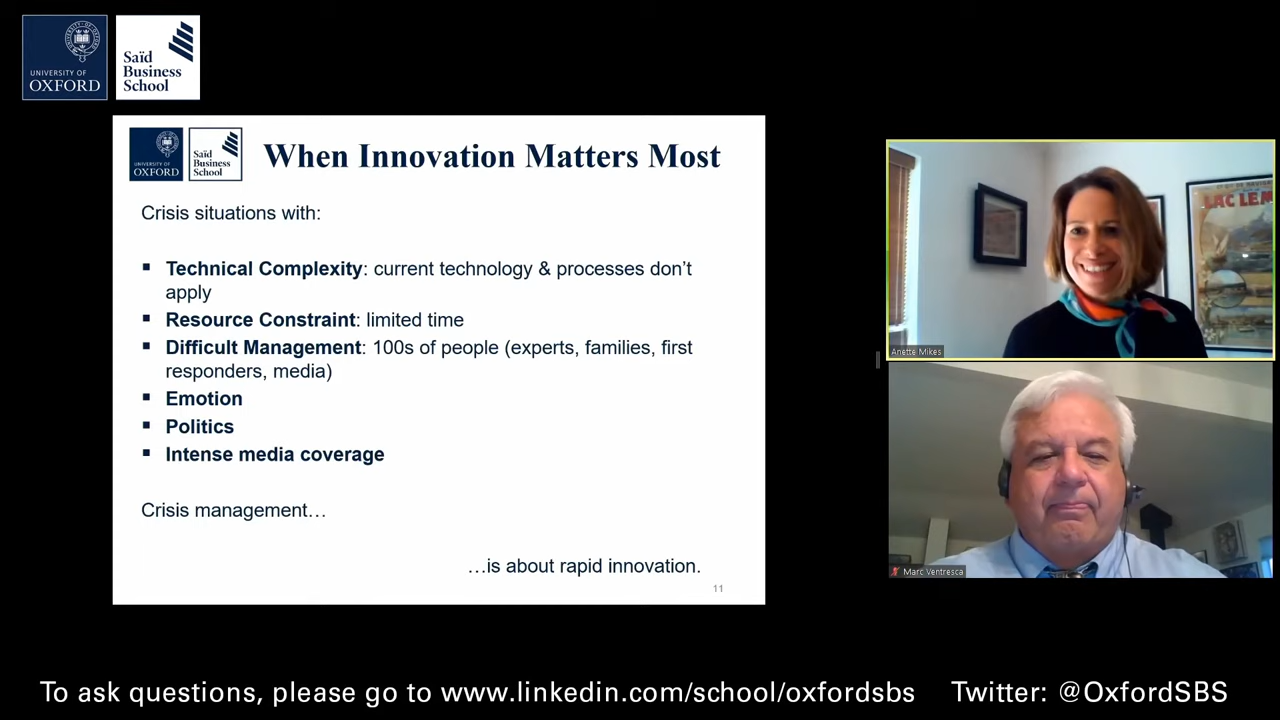 UNIVERSITY OF
OXFORD
Saïd
Business
School
UNIVERSITY OF
OXFORD
Saïd
Business
School
When Innovation Matters Most
Crisis situations with:
▪ Technical Complexity: current technology & processes don’t
apply
▪ Resource Constraint: limited time
▪ Difficult Management: 100s of people (experts, families, first
responders, media)
▪ Emotion
▪ Politics
▪ Intense media coverage
Crisis management…
…is about rapid innovation.
11
LAC LEM
Anette Mikes
Marc Ventresca
To ask questions, please go to www.linkedin.com/school/oxfordsbs Twitter: @OxfordSBS